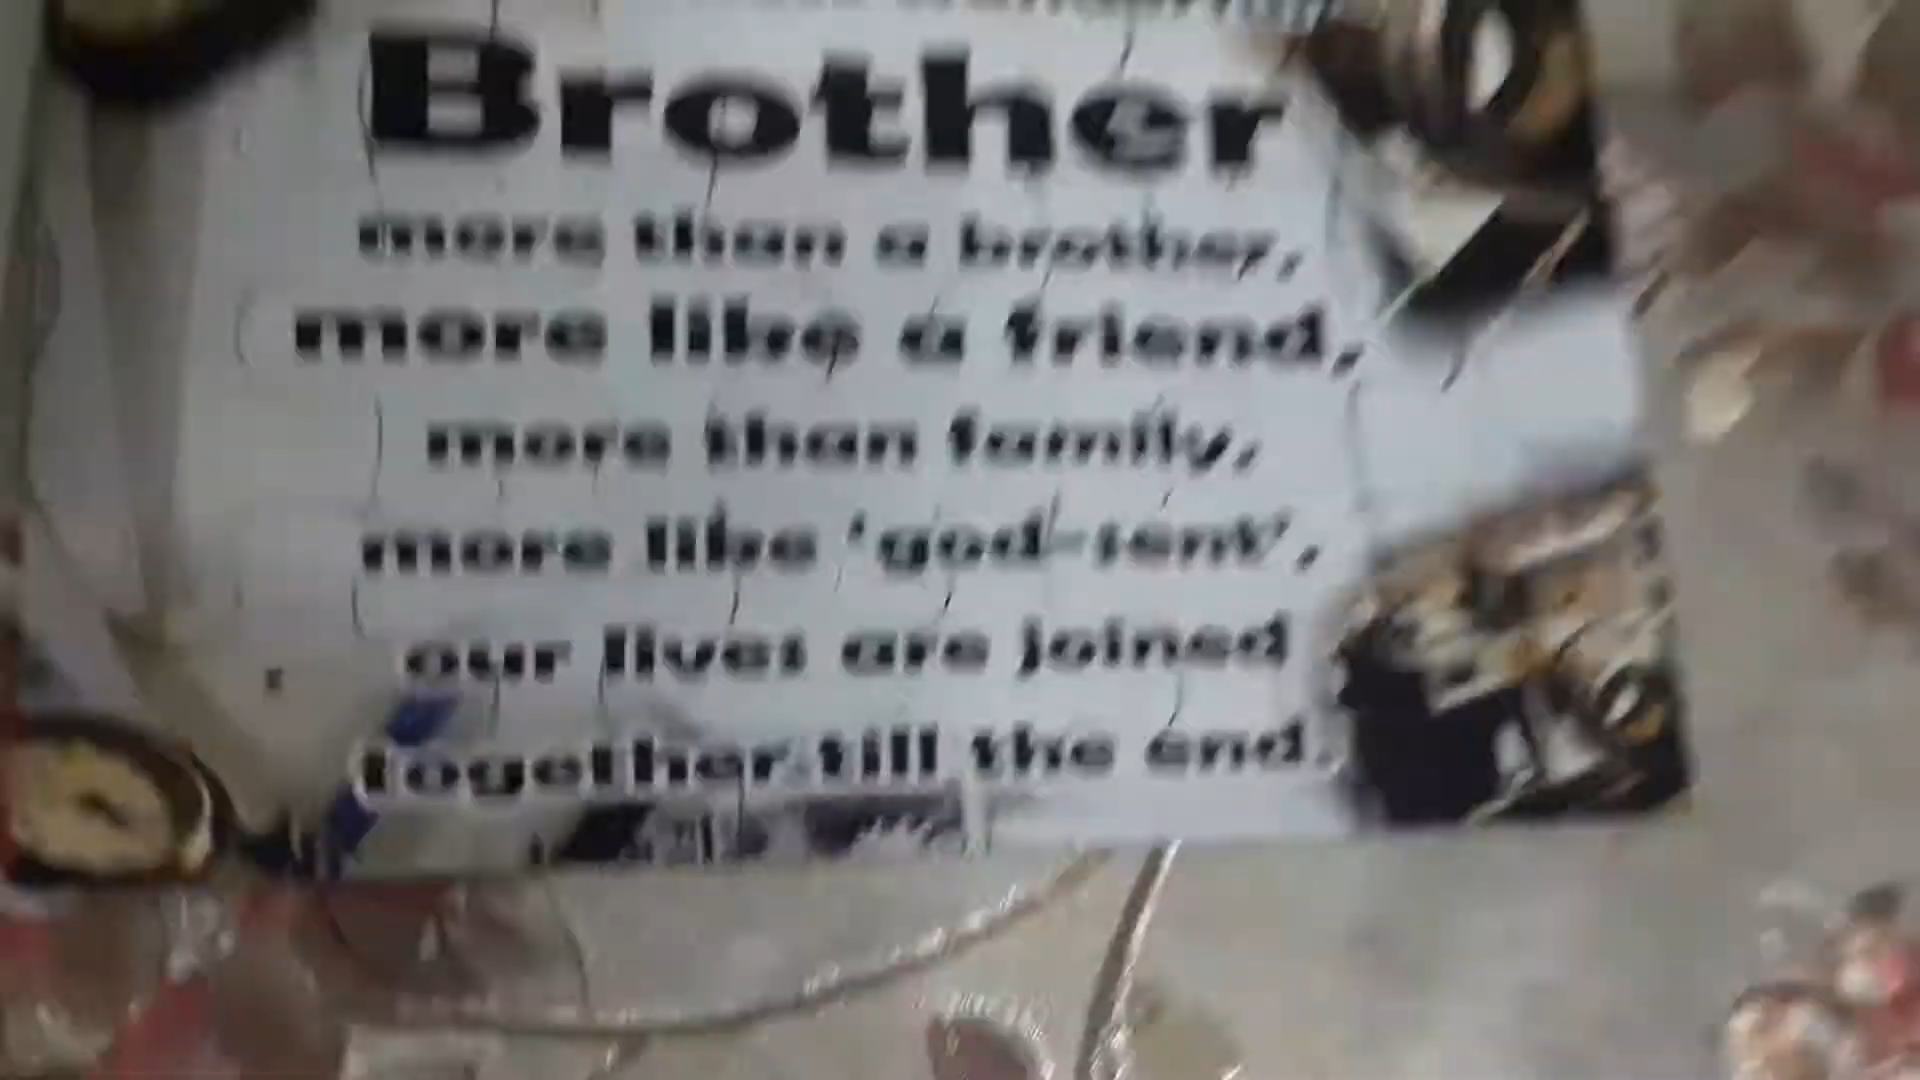 Brother
more than a brother,
more like a friend,
more than family,
more like 'god-sent',
our lives are joined
together till the end.